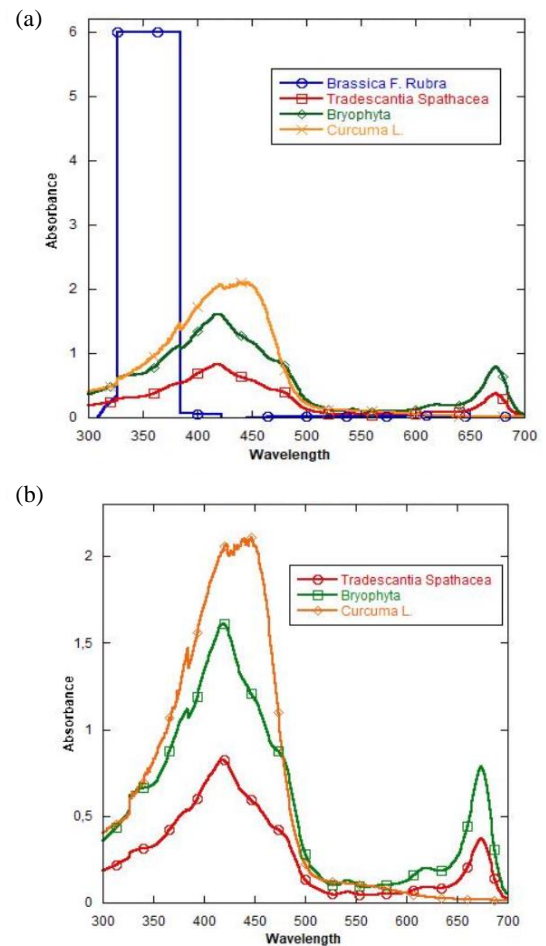 (a)
6
5
4
3
2
1
0
Absorbance
Brassica F. Rubra
Tradescantia Spathacea
Bryophyta
Curcuma L.
300 350 400 450 500 550 600 650 700
Wavelength
(b)
2
1,5
1
0,5
0
Absorbance
Tradescantia Spathacea
Bryophyta
Curcuma L.
300 350 400 450 500 550 600 650 700
Wavelength